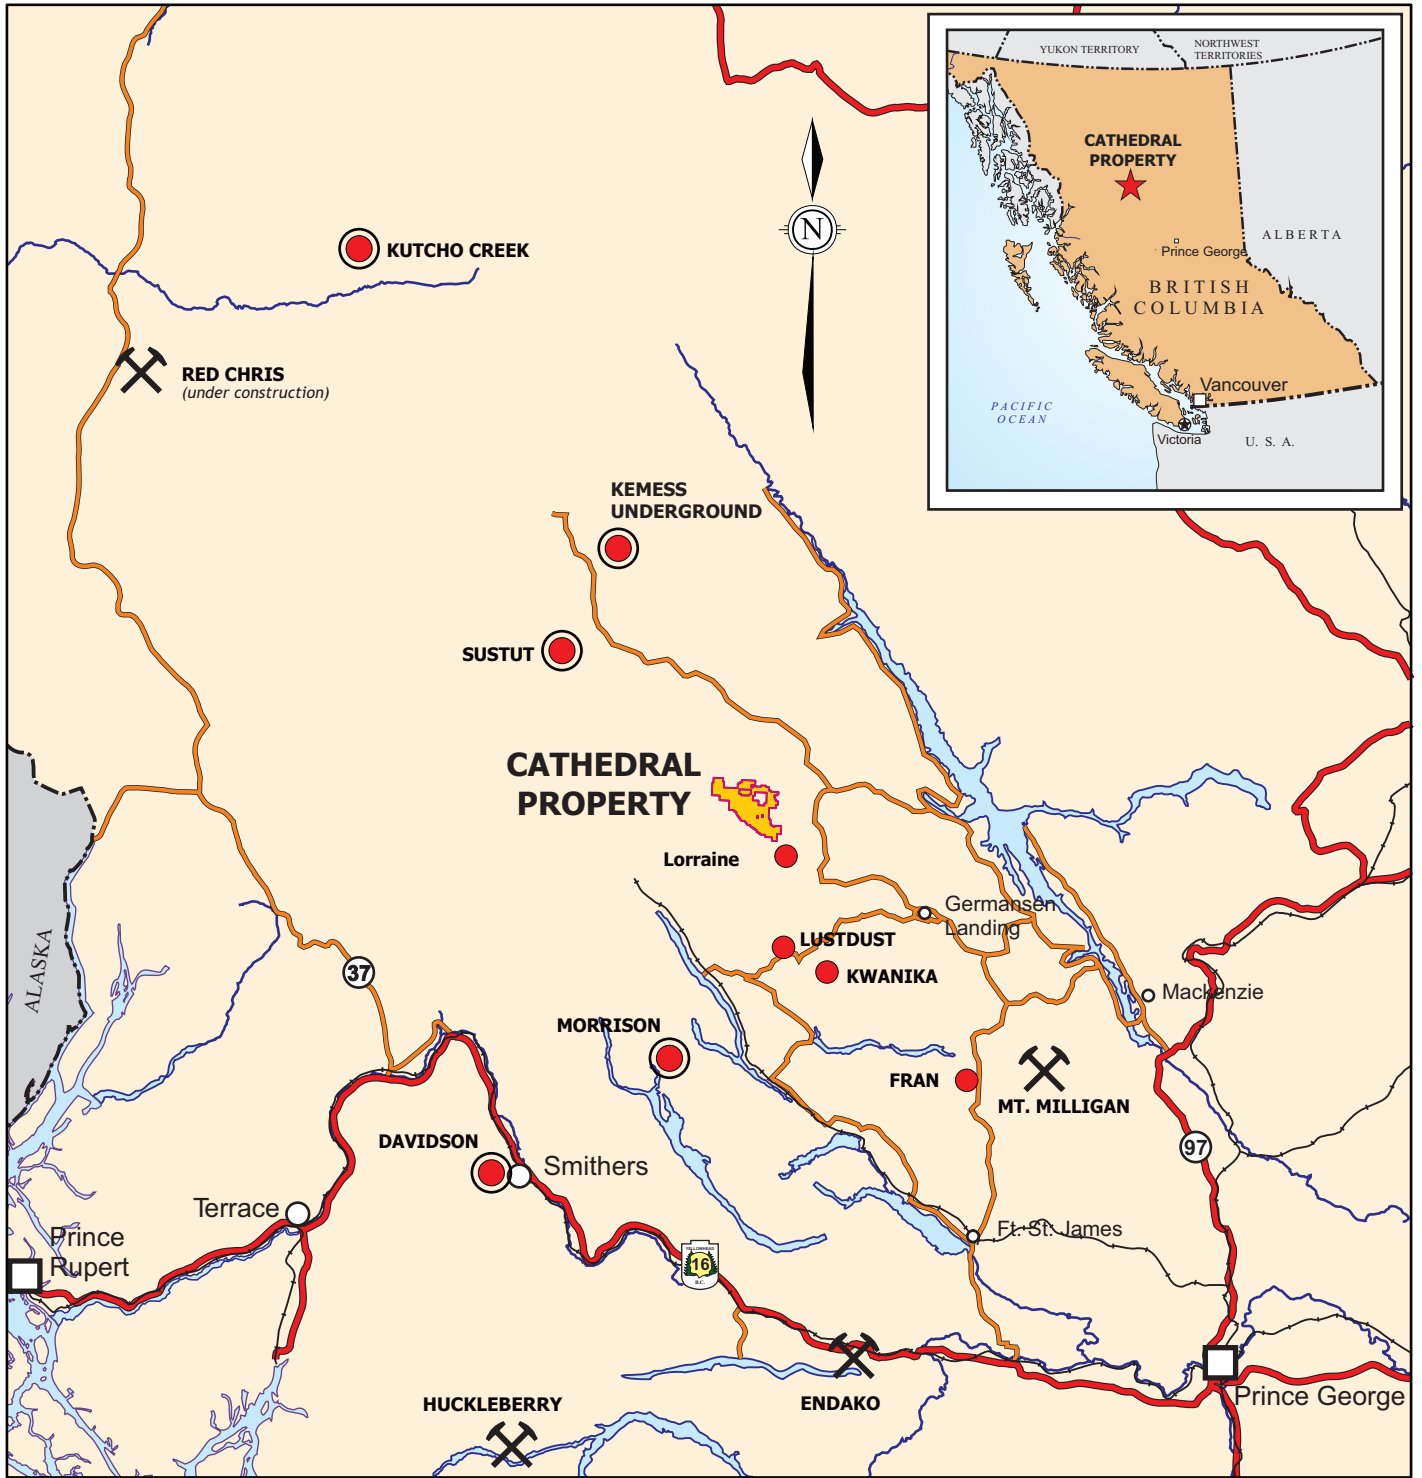 YUKON TERRITORY
NORTHWEST
TERRITORIES
CATHEDRAL
PROPERTY
ALBERTA
Prince George
BRITISH
COLUMBIA
Vancouver
PACIFIC
OCEAN
Victoria
U. S. A.
N
KUTCHO CREEK
RED CHRIS
(under construction)
KEMESS
UNDERGROUND
SUSTUT
CATHEDRAL
PROPERTY
Lorraine
Germansen
Landing
ALASKA
LUSTDUST
37
KWANIKA
Mackenzie
MORRISON
FRAN
MT. MILLIGAN
DAVIDSON
Smithers
97
Terrace
Ft. St. James
Prince
Rupert
YELLOWHEAD
16
B.C.
Prince George
HUCKLEBERRY
ENDAKO